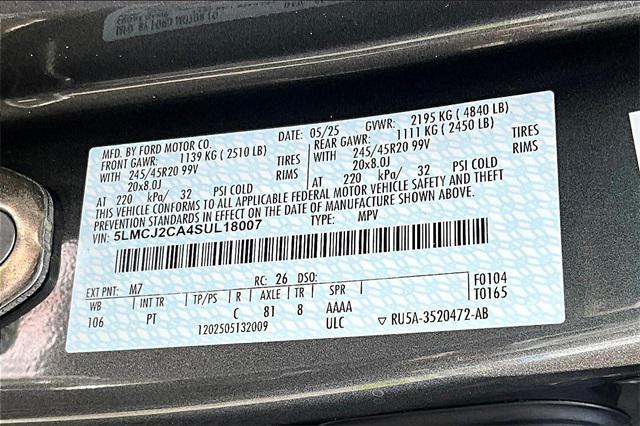 MFD. BY FORD MOTOR CO.
DATE: 05/25 GVWR: 2195 KG ( 4840 LB)
FRONT GAWR: 1139 KG ( 2510 LB)
REAR GAWR: 1111 KG ( 2450 LB)
WITH 245/45R20 99V TIRES
WITH 245/45R20 99V TIRES
20x8.0J RIMS
20x8.0J RIMS
AT 220 kPa/ 32 PSI COLD
AT 220 kPa/ 32 PSI COLD
THIS VEHICLE CONFORMS TO ALL APPLICABLE FEDERAL MOTOR VEHICLE SAFETY AND THEFT
PREVENTION STANDARDS IN EFFECT ON THE DATE OF MANUFACTURE SHOWN ABOVE.
VIN: 5LMCJ2CA4SUL18007 TYPE: MPV
EXT PNT: M7 RC: 26 DSO:
WB INT TR TP/PS R AXLE TR SPR F0104
106 PT C 81 8 AAAA T0165
1202505132009 ULC ▽ RU5A-3520472-AB